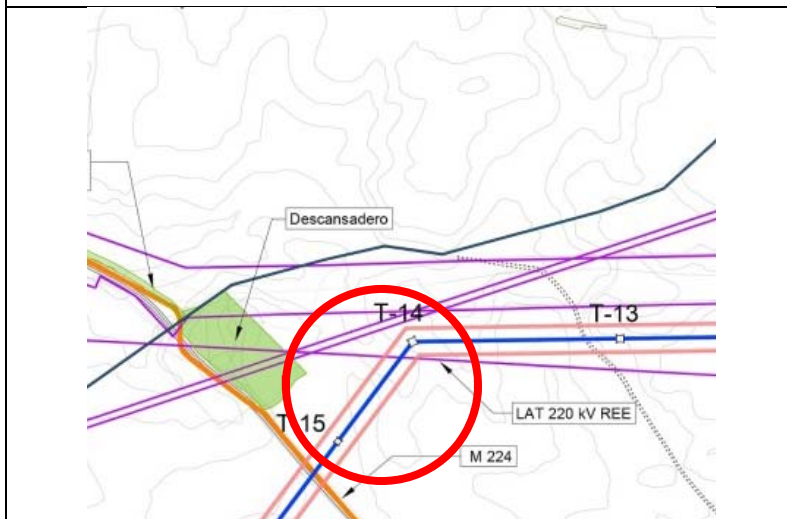 Descansadero
T-14
T-13
LAT 220 kV REE
T-15
M 224